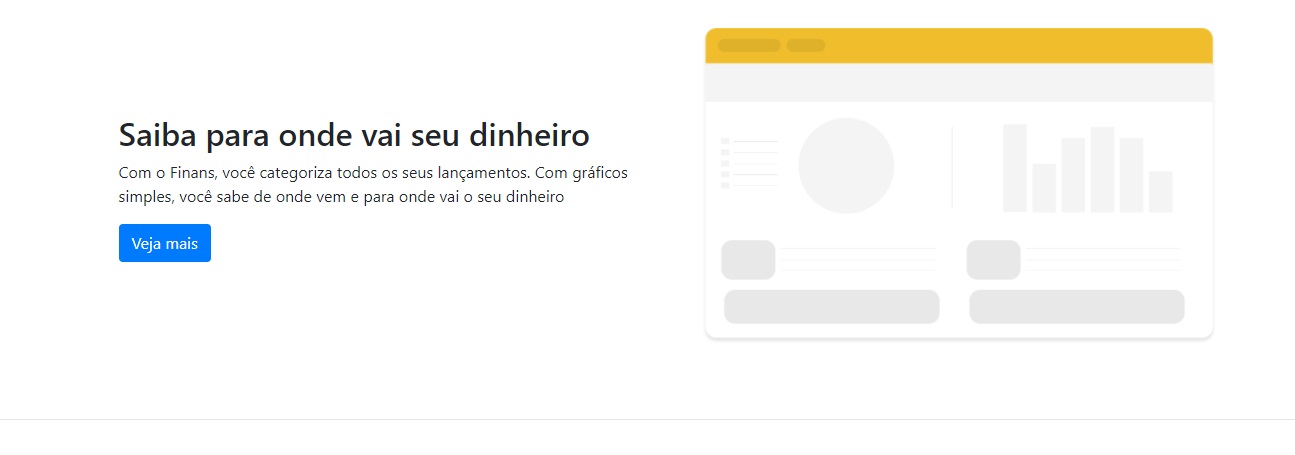 Saiba para onde vai seu dinheiro
Com o Finans, você categoriza todos os seus lançamentos. Com gráficos
simples, você sabe de onde vem e para onde vai o seu dinheiro
Veja mais